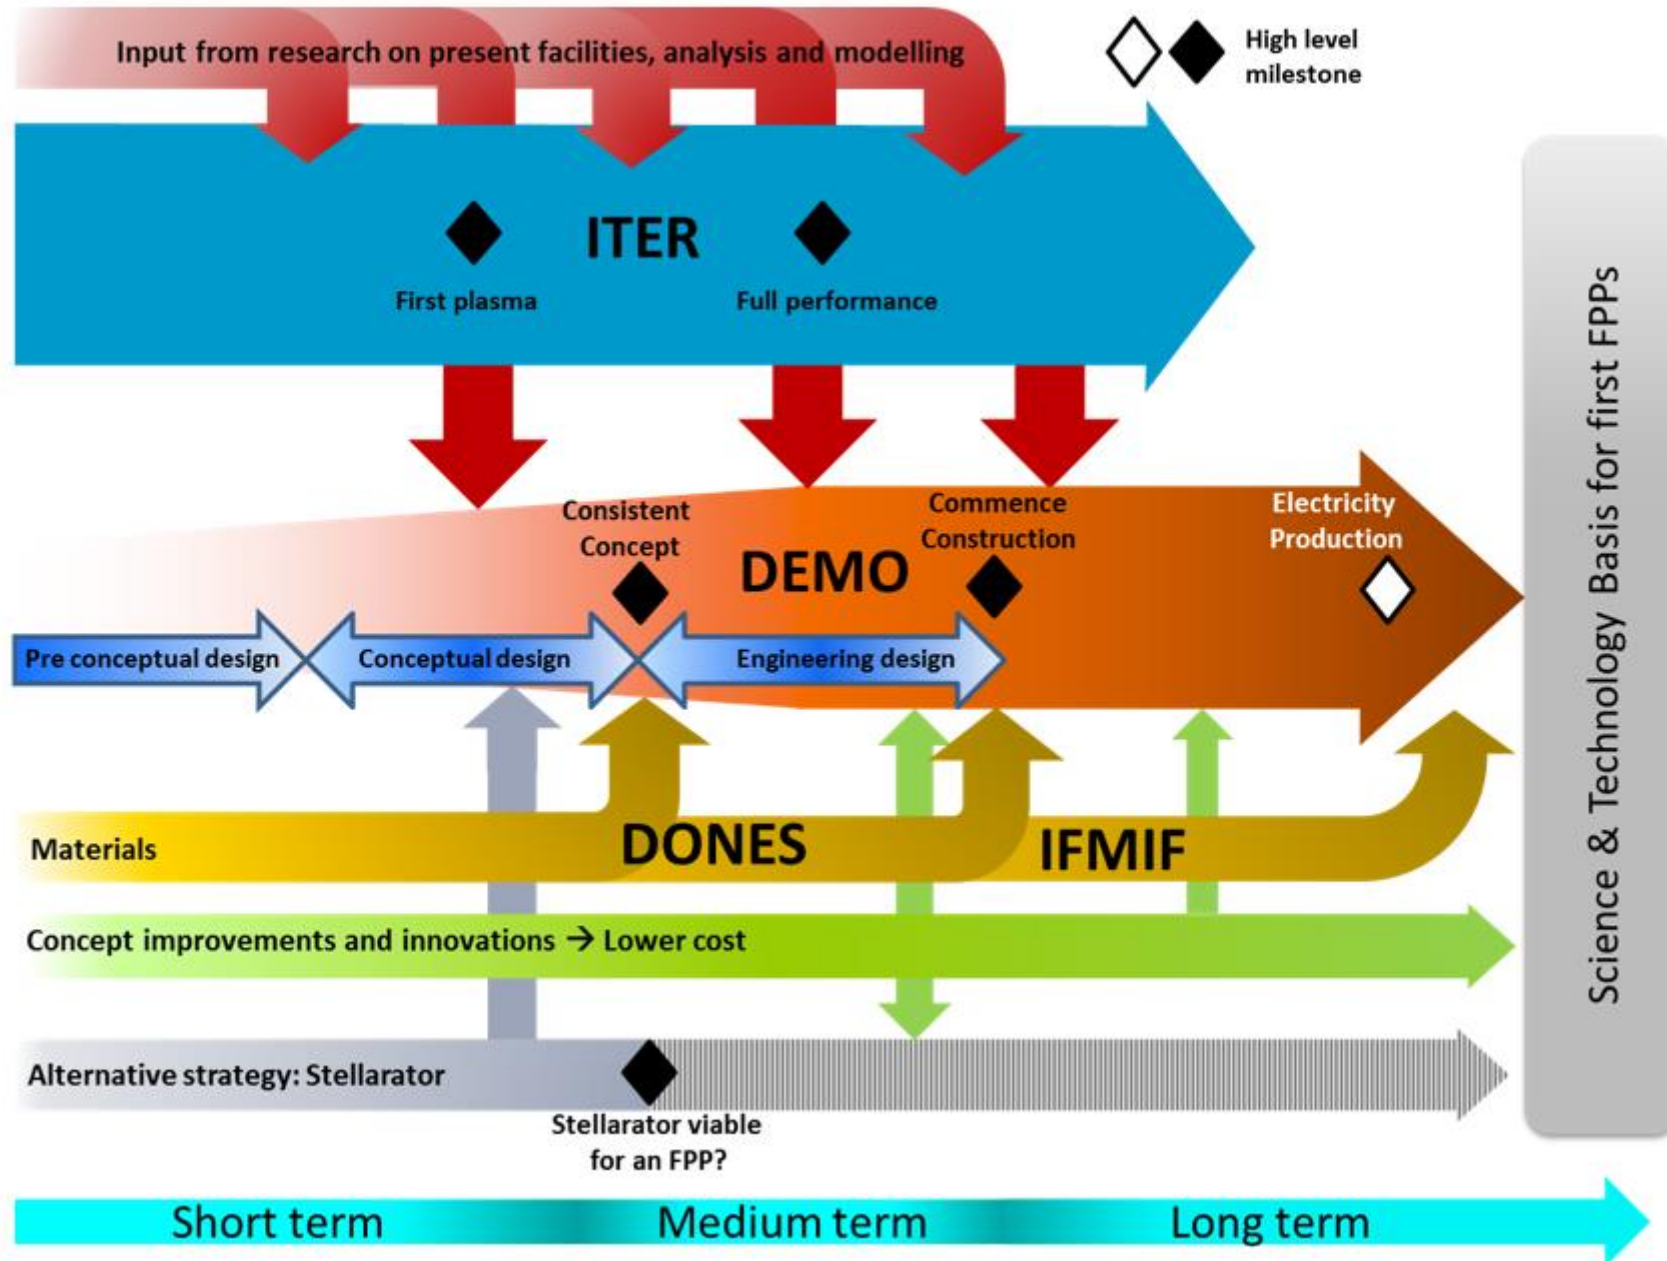 Input from research on present facilities, analysis and modelling
High level
milestone
ITER
First plasma
Full performance
Consistent
Concept
DEMO
Commence
Construction
Electricity
Production
Pre conceptual design
Conceptual design
Engineering design
Materials
DONES
IFMIF
Concept improvements and innovations → Lower cost
Alternative strategy: Stellarator
Stellarator viable
for an FPP?
Short term
Medium term
Long term
Science & Technology Basis for first FPPs